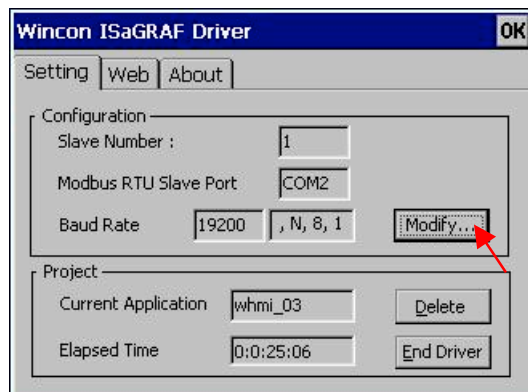 Wincon ISaGRAF Driver OK
Setting Web About
Configuration
Slave Number : 1
Modbus RTU Slave Port COM2
Baud Rate 19200 , N, 8, 1 Modify...
Project
Current Application whmi_03 Delete
Elapsed Time 0:0:25:06 End Driver